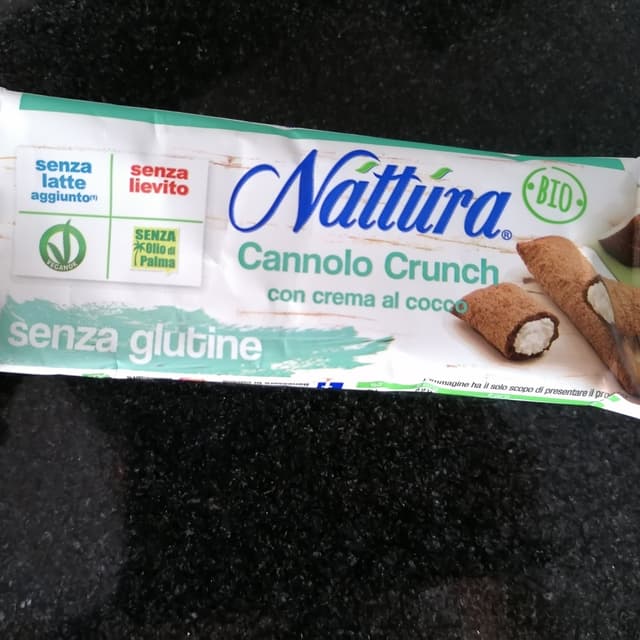 senza
latte
aggiunto(1)
senza
lievito
VEGANOK
SENZA
Olio di
Palma
Nattura®
BIO
Cannolo Crunch
con crema al cocco
senza glutine
L'immagine ha il solo scopo di presentare il pro